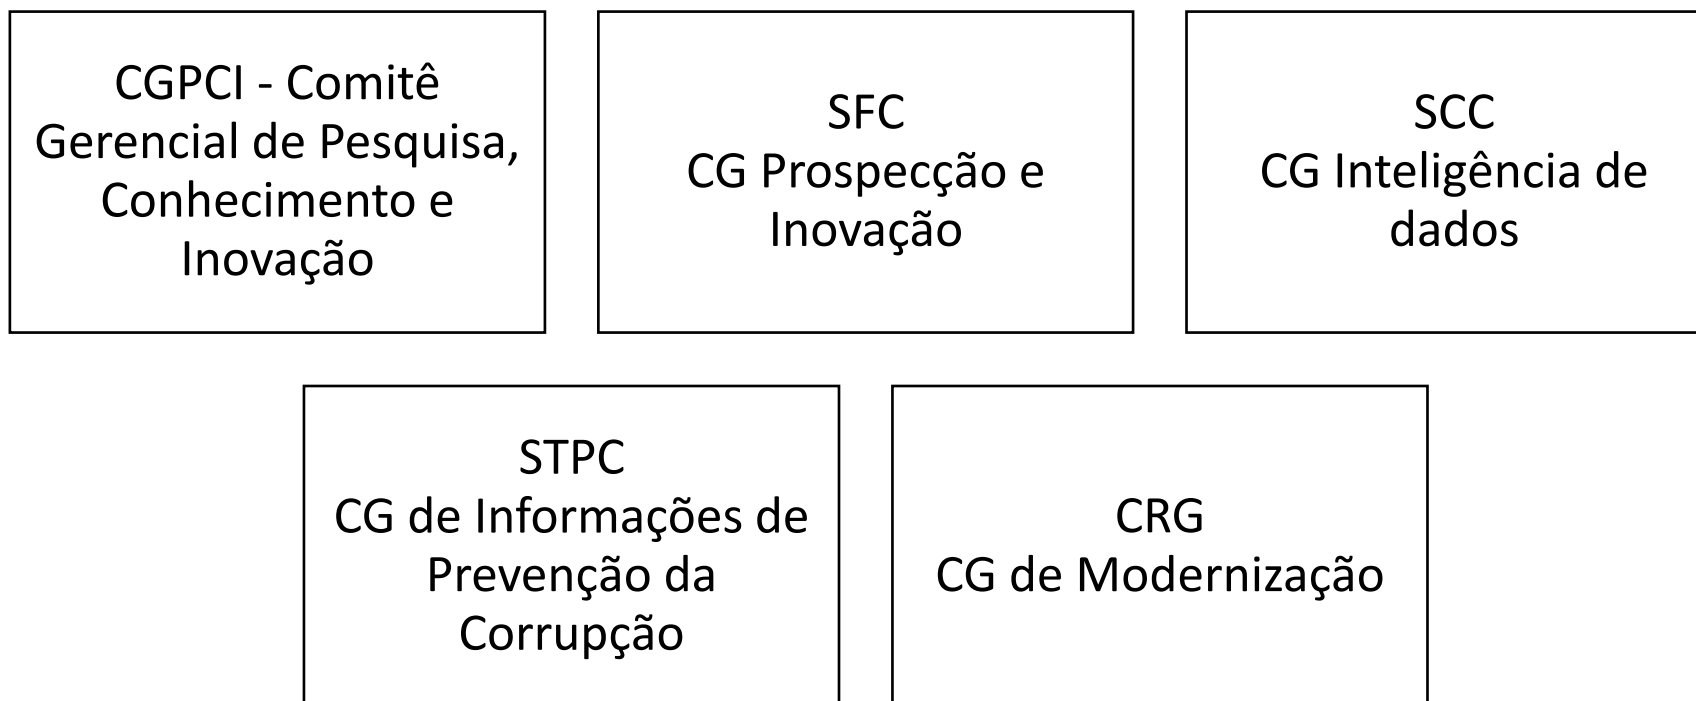 CGPCI - Comitê
Gerencial de Pesquisa,
Conhecimento e
Inovação
SFC
CG Prospecção e
Inovação
SCC
CG Inteligência de
dados
STPC
CG de Informações de
Prevenção da
Corrupção
CRG
CG de Modernização